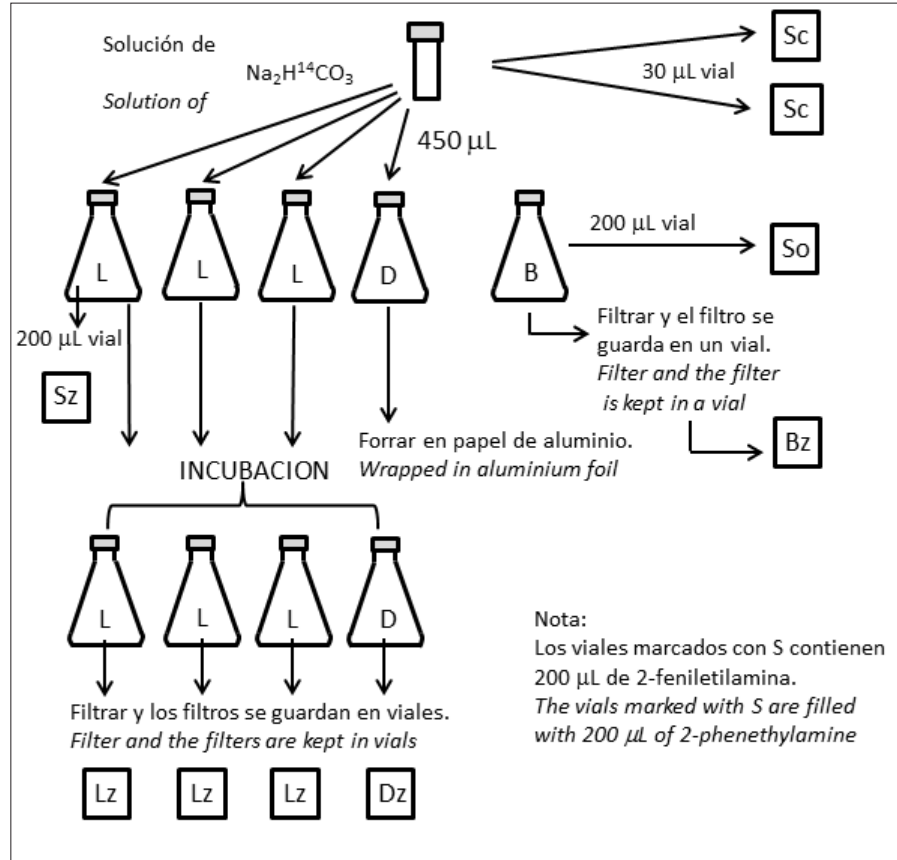 Solución de
Na₂H¹⁴CO₃
Solution of
450 µL
30 µL vial
Sc
Sc
L
L
L
D
B
200 µL vial
So
200 µL vial
Sz
Filtrar y el filtro se
guarda en un vial.
Filter and the filter
is kept in a vial
Bz
Forrar en papel de aluminio.
Wrapped in aluminium foil
INCUBACION
L
L
L
D
Filtrar y los filtros se guardan en viales.
Filter and the filters are kept in vials
Lz
Lz
Lz
Dz
Nota:
Los viales marcados con S contienen
200 µL de 2-feniletilamina.
The vials marked with S are filled
with 200 µL of 2-phenethylamine